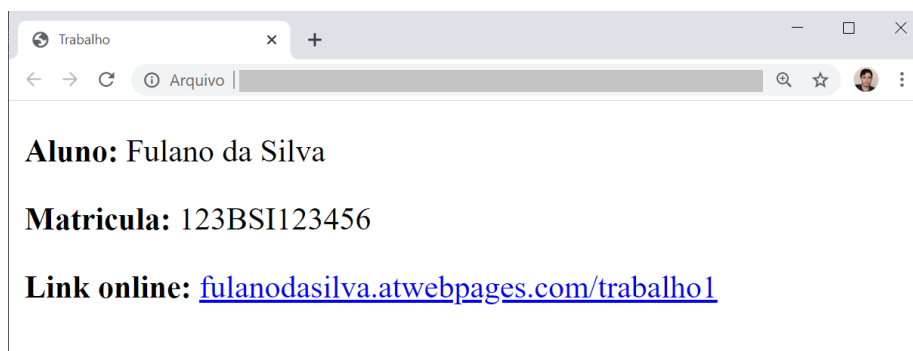 Trabalho
Arquivo
Aluno: Fulano da Silva
Matricula: 123BSI123456
Link online: fulanodasilva.atwebpages.com/trabalho1